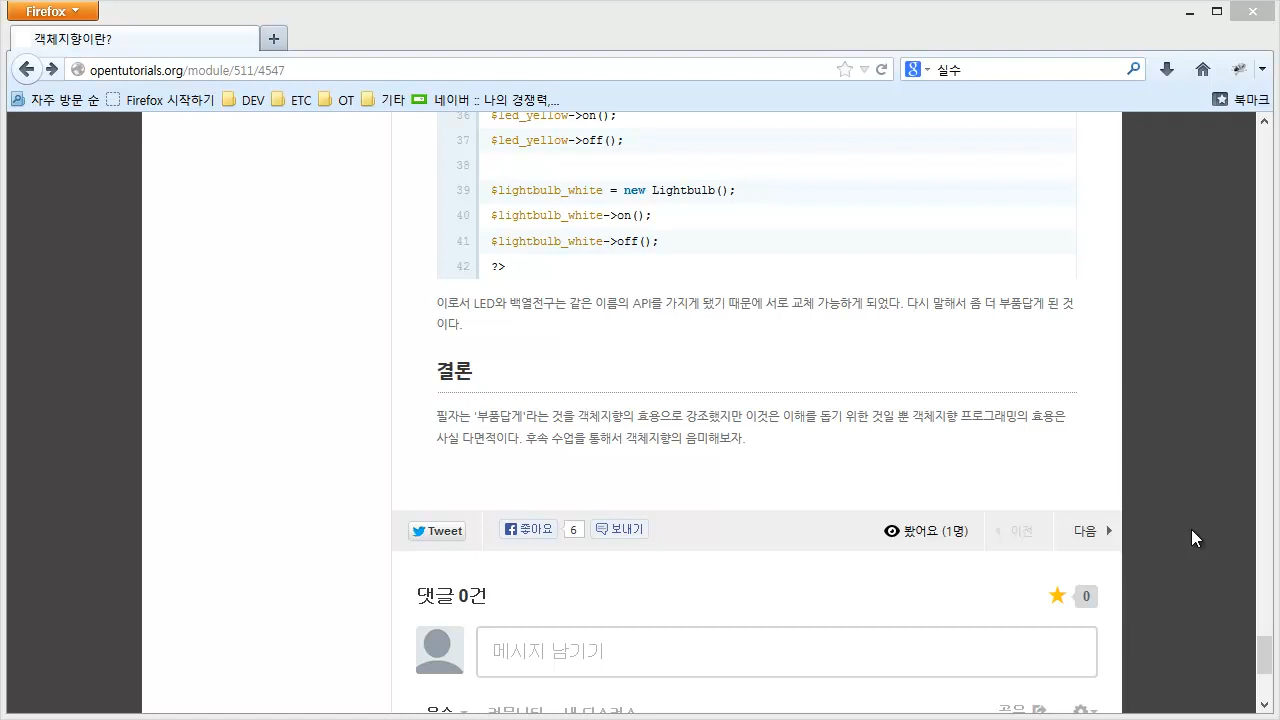 Firefox
객체지향이란?
opentutorials.org/module/511/4547
실수
자주 방문 순 Firefox 시작하기 DEV ETC OT 기타 네이버 :: 나의 경쟁력,... 북마크
36 $led_yellow->on();
37 $led_yellow->off();
38
39 $lightbulb_white = new Lightbulb();
40 $lightbulb_white->on();
41 $lightbulb_white->off();
42 ?>
이로서 LED와 백열전구는 같은 이름의 API를 가지게 됐기 때문에 서로 교체 가능하게 되었다. 다시 말해서 좀 더 부품답게 된 것
이다.
결론
필자는 '부품답게'라는 것을 객체지향의 효용으로 강조했지만 이것은 이해를 돕기 위한 것일 뿐 객체지향 프로그래밍의 효용은
사실 다면적이다. 후속 수업을 통해서 객체지향의 음미해보자.
Tweet 좋아요 6 보내기 봤어요 (1명) 이전 다음
댓글 0건 0
메시지 남기기